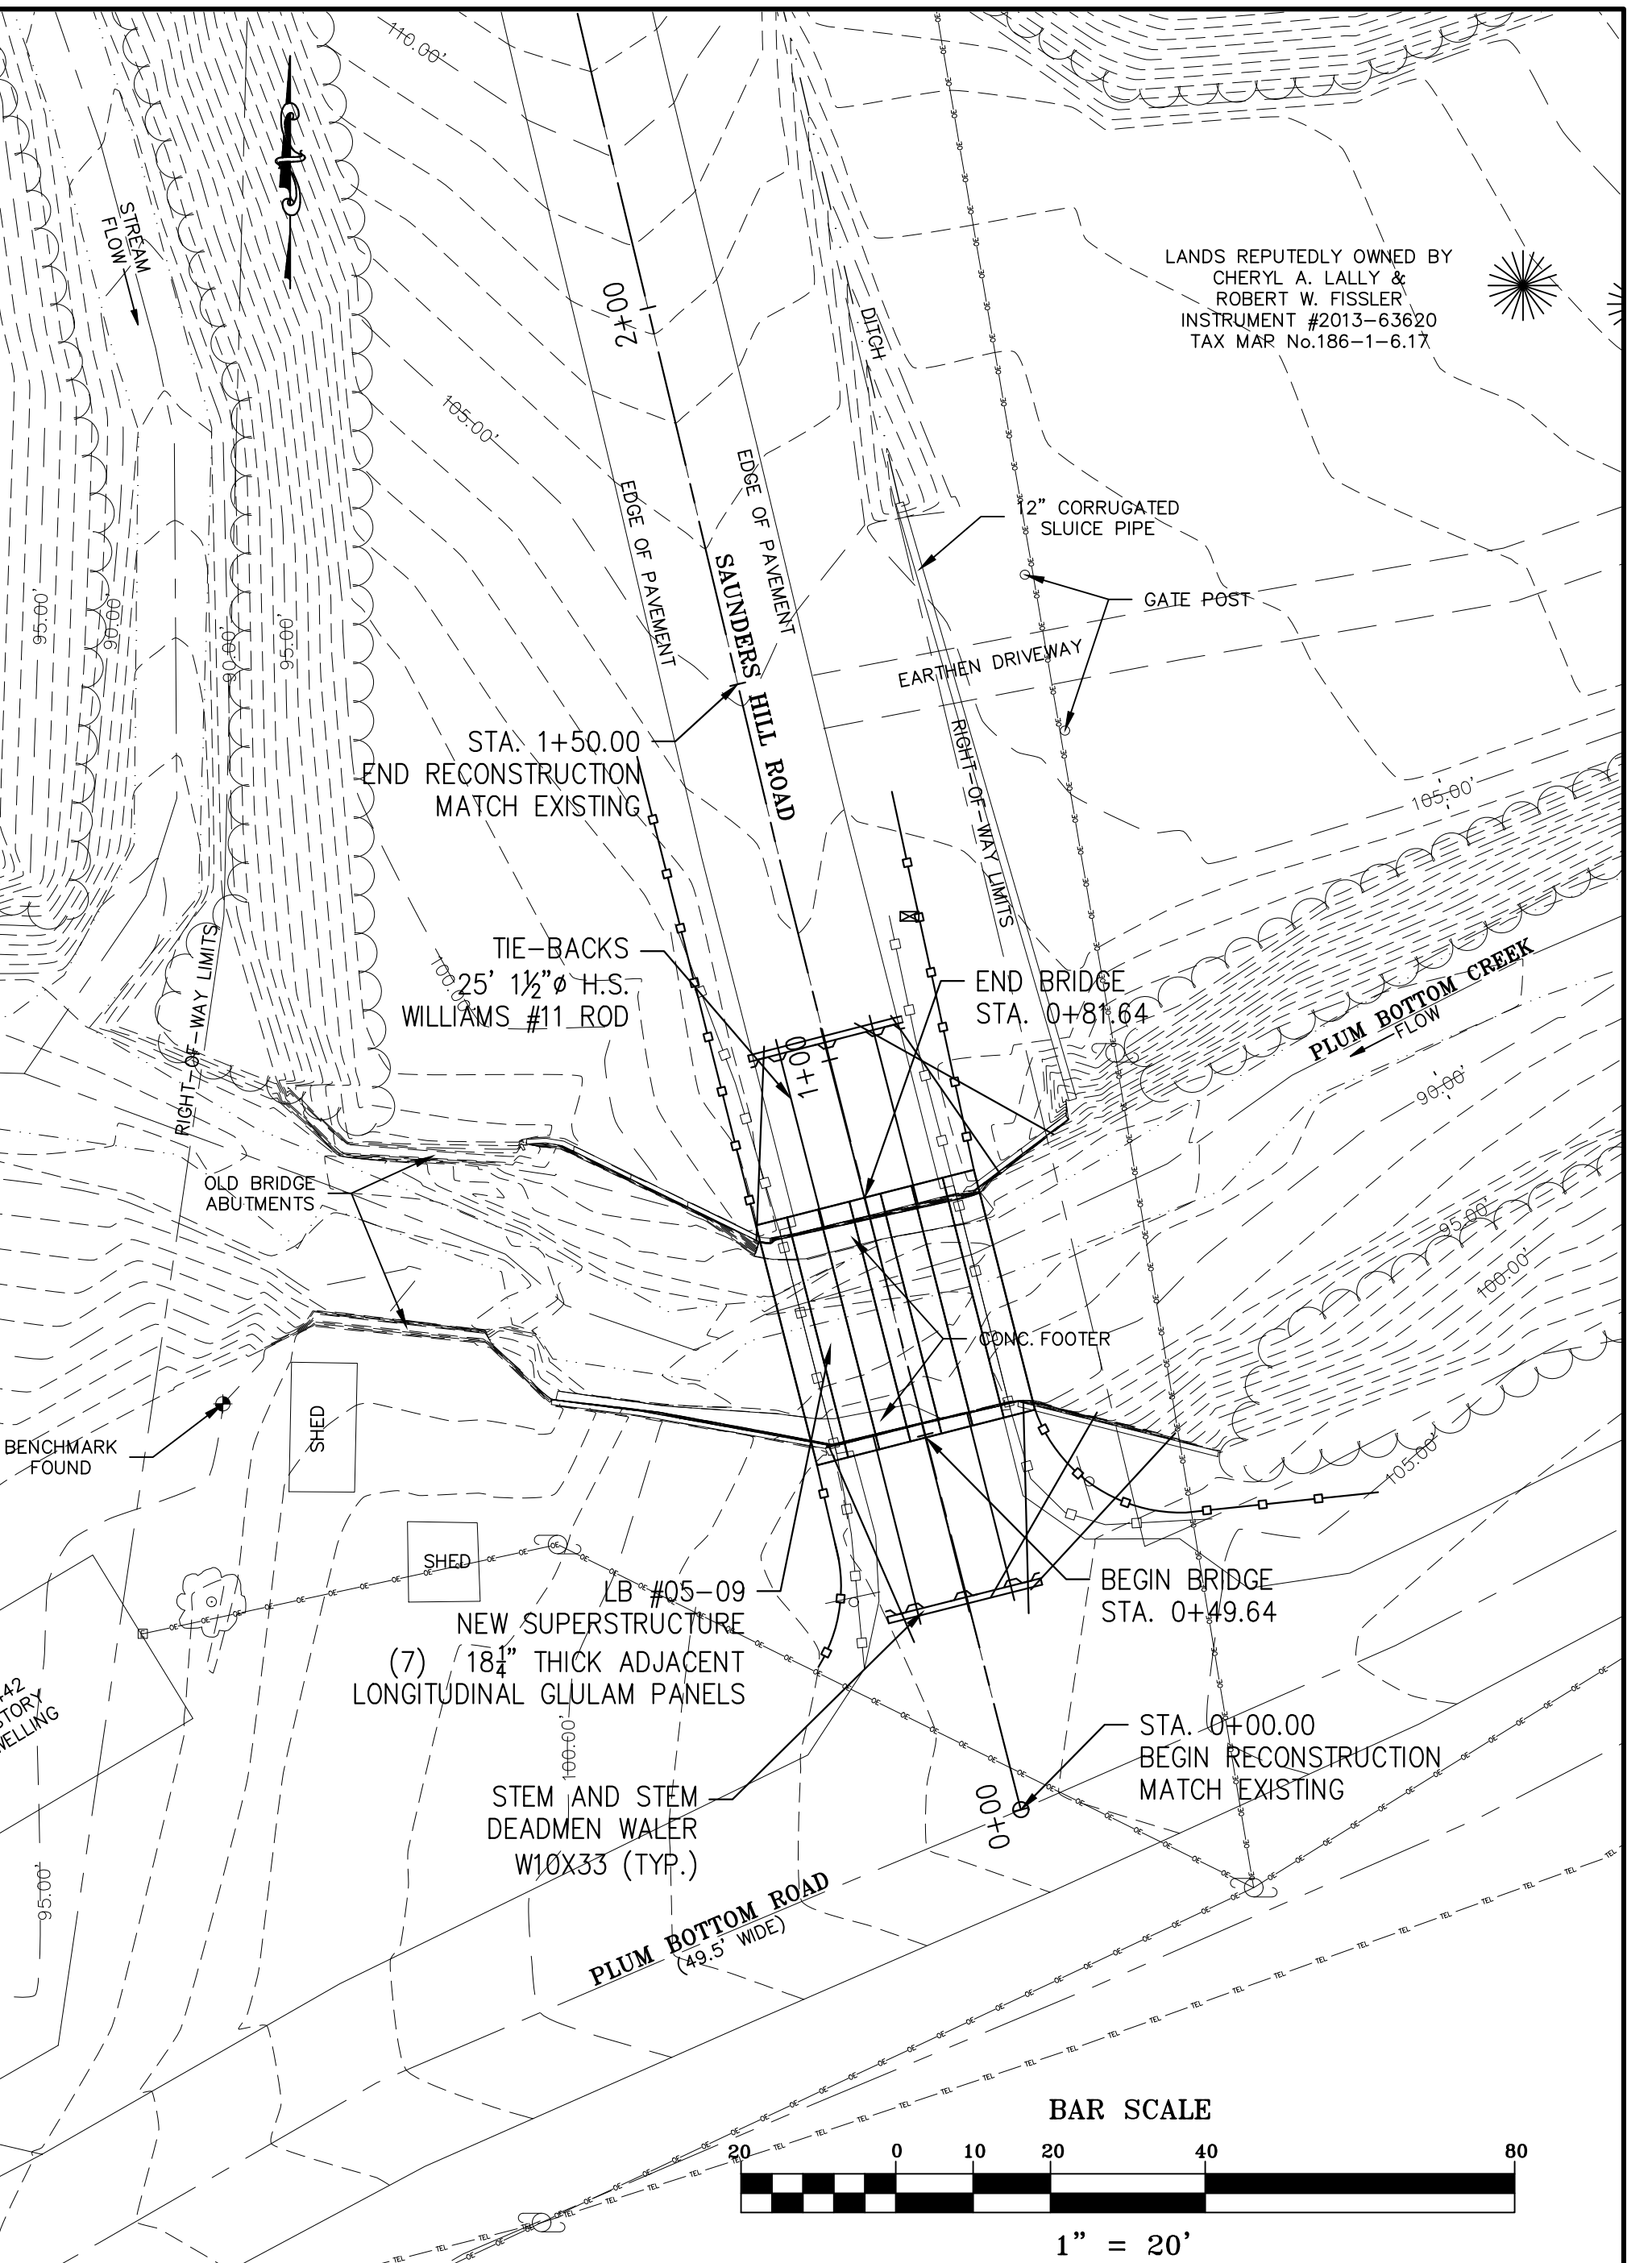 110.00'
STREAM
FLOW
2+00
DITCH
LANDS REPUTEDLY OWNED BY
CHERYL A. LALLY &
ROBERT W. FISSLER
INSTRUMENT #2013-63620
TAX MAP No.186-1-6.17
105.00'
EDGE OF PAVEMENT
EDGE OF PAVEMENT
12" CORRUGATED
SLUICE PIPE
SAUNDERS HILL ROAD
GATE POST
95.00'
90.00'
90.00'
95.00'
EARTHEN DRIVEWAY
STA. 1+50.00
END RECONSTRUCTION
MATCH EXISTING
RIGHT-OF-WAY LIMITS
105.00'
TIE-BACKS
25' 1½"ø H.S.
WILLIAMS #11 ROD
100.00'
END BRIDGE
STA. 0+81.64
PLUM BOTTOM CREEK
FLOW
RIGHT-OF-WAY LIMITS
1+00
90.00'
OLD BRIDGE
ABUTMENTS
95.00'
100.00'
CONC. FOOTER
SHED
BENCHMARK
FOUND
105.00'
SHED
LB #05-09
NEW SUPERSTRUCTURE
(7) 18¼" THICK ADJACENT
LONGITUDINAL GLULAM PANELS
BEGIN BRIDGE
STA. 0+49.64
STORY
100.00'
STA. 0+00.00
BEGIN RECONSTRUCTION
MATCH EXISTING
STEM AND STEM
DEADMEN WALER
W10X33 (TYP.)
0+00
95.00'
PLUM BOTTOM ROAD
(49.5' WIDE)
BAR SCALE
20 0 10 20 40 80
1" = 20'